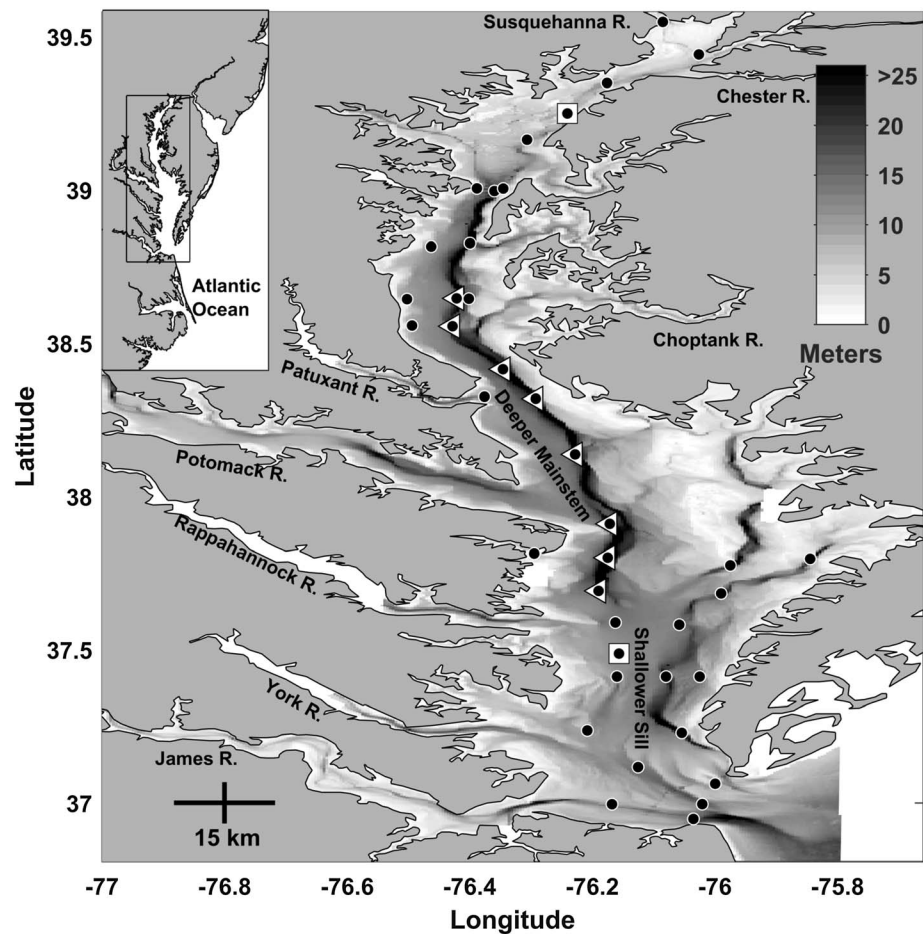 Susquehanna R.
Chester R.
>25
20
15
10
5
0
Meters
Atlantic
Ocean
Choptank R.
Patuxant R.
Deeper Mainstem
Potomack R.
Rappahannock R.
Shallower Sill
York R.
James R.
15 km
39.5
39
38.5
38
37.5
37
Latitude
-77
-76.8
-76.6
-76.4
-76.2
-76
-75.8
Longitude